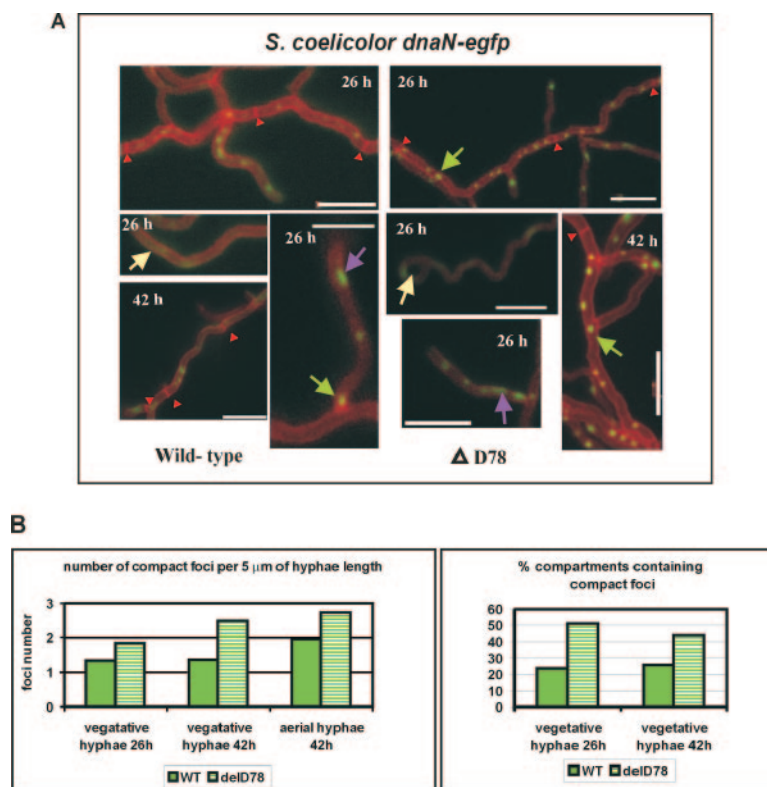 A
S. coelicolor dnaN-egfp
26 h
26 h
26 h
26 h
26 h
42 h
42 h
26 h
Wild- type
Δ D78
B
number of compact foci per 5 μm of hyphae length
foci number
3
2
1
0
vegatative hyphae 26h
vegatative hyphae 42h
aerial hyphae 42h
WT delD78
% compartments containing
compact foci
60
50
40
30
20
10
0
vegetative hyphae 26h
vegetative hyphae 42h
WT delD78